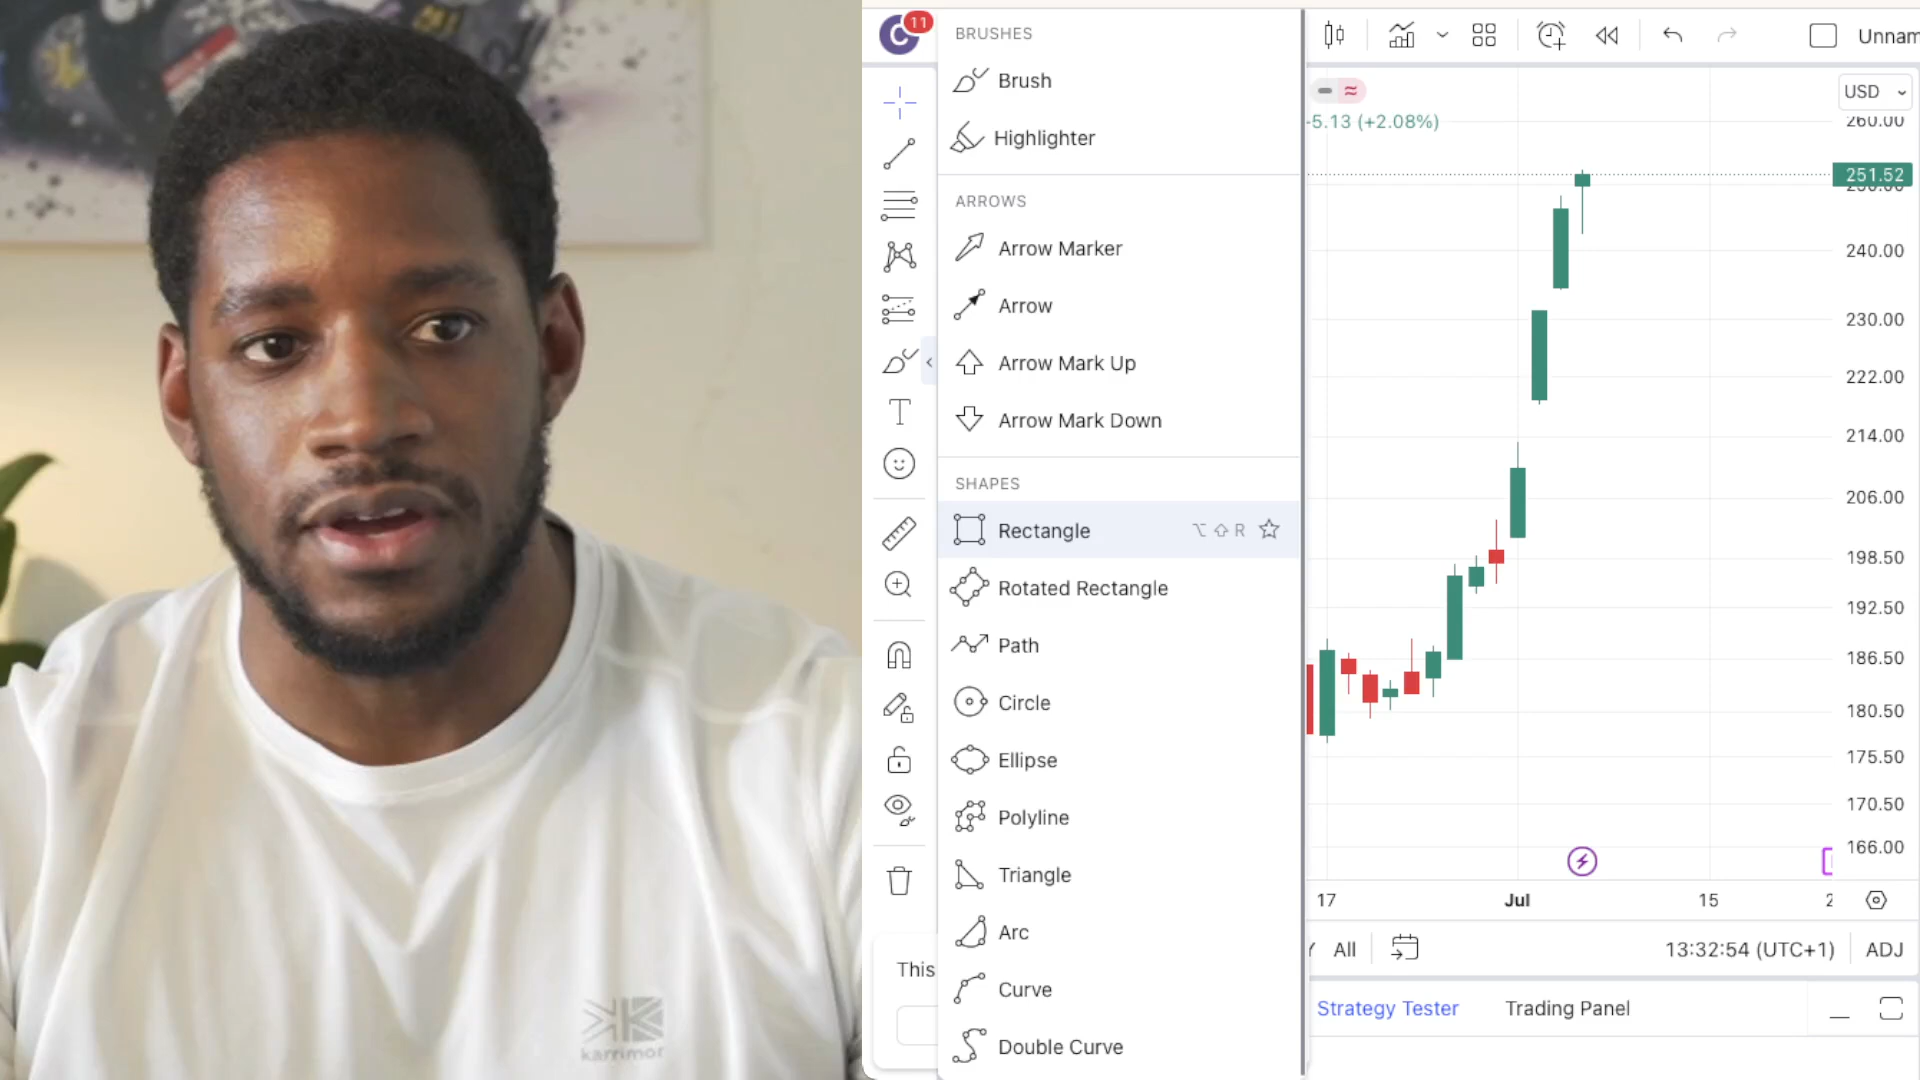 C
11
BRUSHES
Brush
Highlighter
ARROWS
Arrow Marker
Arrow
Arrow Mark Up
Arrow Mark Down
SHAPES
Rectangle ⌥ ⇧ R
Rotated Rectangle
Path
Circle
Ellipse
Polyline
Triangle
Arc
Curve
Double Curve
This
Unnam
USD
5.13 (+2.08%)
260.00
251.52
250.00
240.00
230.00
222.00
214.00
206.00
198.50
192.50
186.50
180.50
175.50
170.50
166.00
17 Jul 15 2
All 13:32:54 (UTC+1) ADJ
Strategy Tester Trading Panel
karrimor